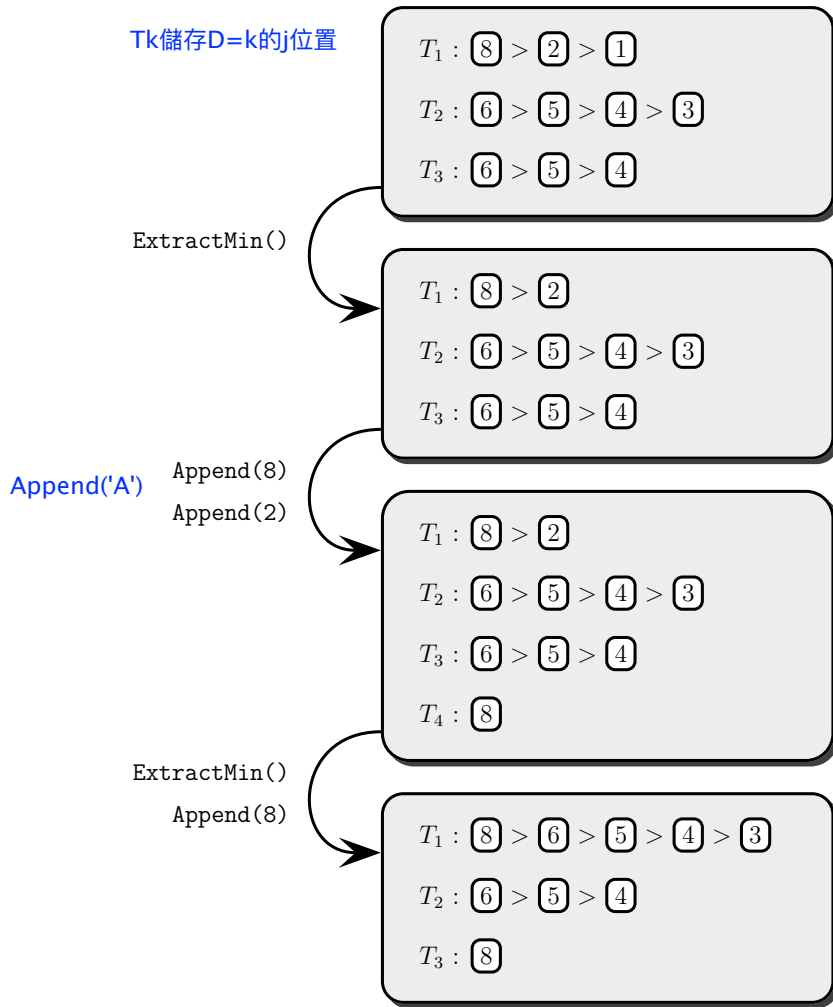 Tk儲存D=k的j位置
T₁ : 8 > 2 > 1
T₂ : 6 > 5 > 4 > 3
T₃ : 6 > 5 > 4
ExtractMin()
T₁ : 8 > 2
T₂ : 6 > 5 > 4 > 3
T₃ : 6 > 5 > 4
Append('A')
Append(8)
Append(2)
T₁ : 8 > 2
T₂ : 6 > 5 > 4 > 3
T₃ : 6 > 5 > 4
T₄ : 8
ExtractMin()
Append(8)
T₁ : 8 > 6 > 5 > 4 > 3
T₂ : 6 > 5 > 4
T₃ : 8